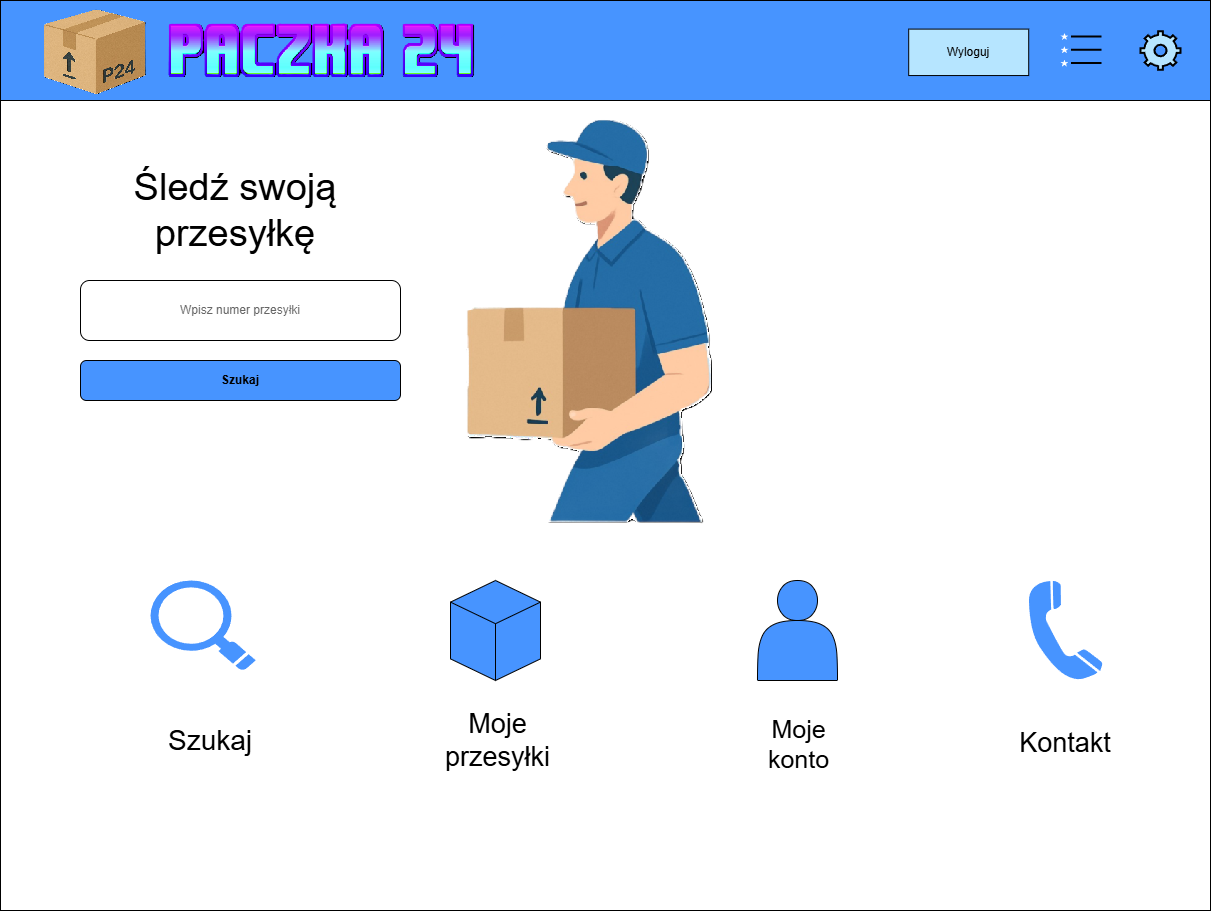 P24
PACZKA 24
Wyloguj
Śledź swoją
przesyłkę
Wpisz numer przesyłki
Szukaj
Szukaj
Moje
przesyłki
Moje
konto
Kontakt